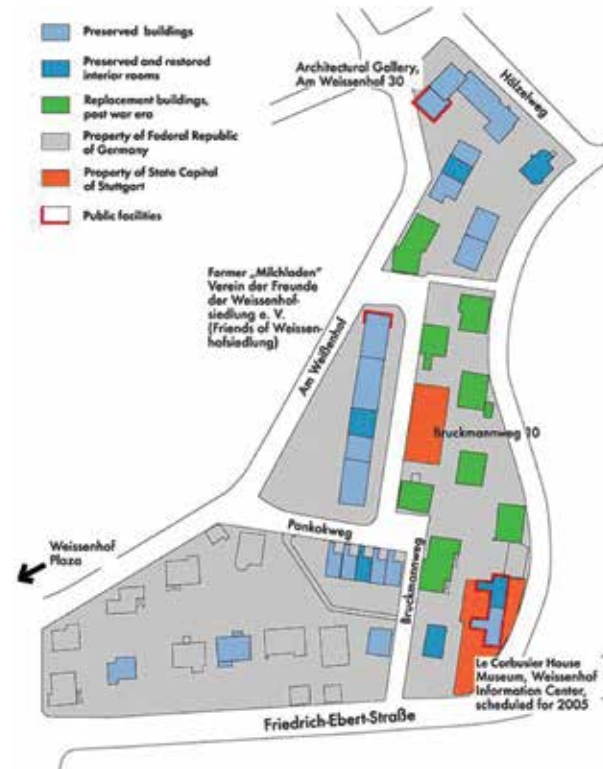 Preserved buildings
Preserved and restored
interior rooms
Replacement buildings,
post war era
Property of Federal Republic
of Germany
Property of State Capital
of Stuttgart
Public facilities
Architectural Gallery,
Am Weissenhof 30
Hölzelweg
Former „Milchladen"
Verein der Freunde
der Weissenhof-
siedlung e. V.
(Friends of Weissen-
hofsiedlung)
Am Weißenhof
Bruckmannweg 10
Pankokweg
Bruckmannweg
Weissenhof
Plaza
Le Corbusier House
Museum, Weissenhof
Information Center,
scheduled for 2005
Friedrich-Ebert-Straße